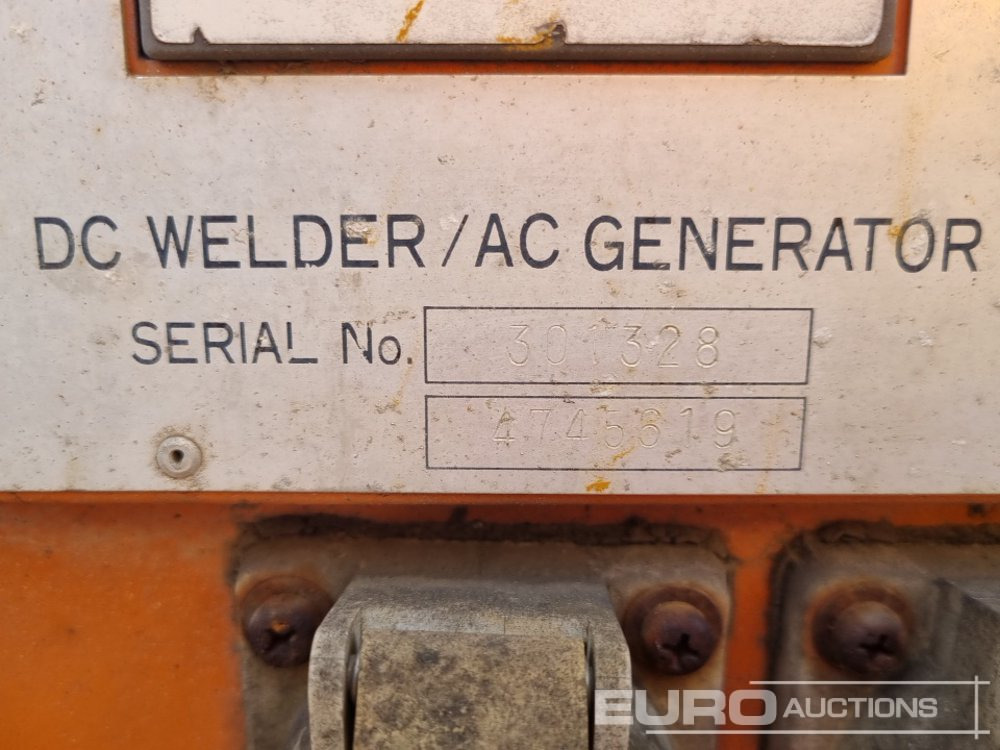 DC WELDER/AC GENERATOR
SERIAL No. 301328
4745619
EURO AUCTIONS